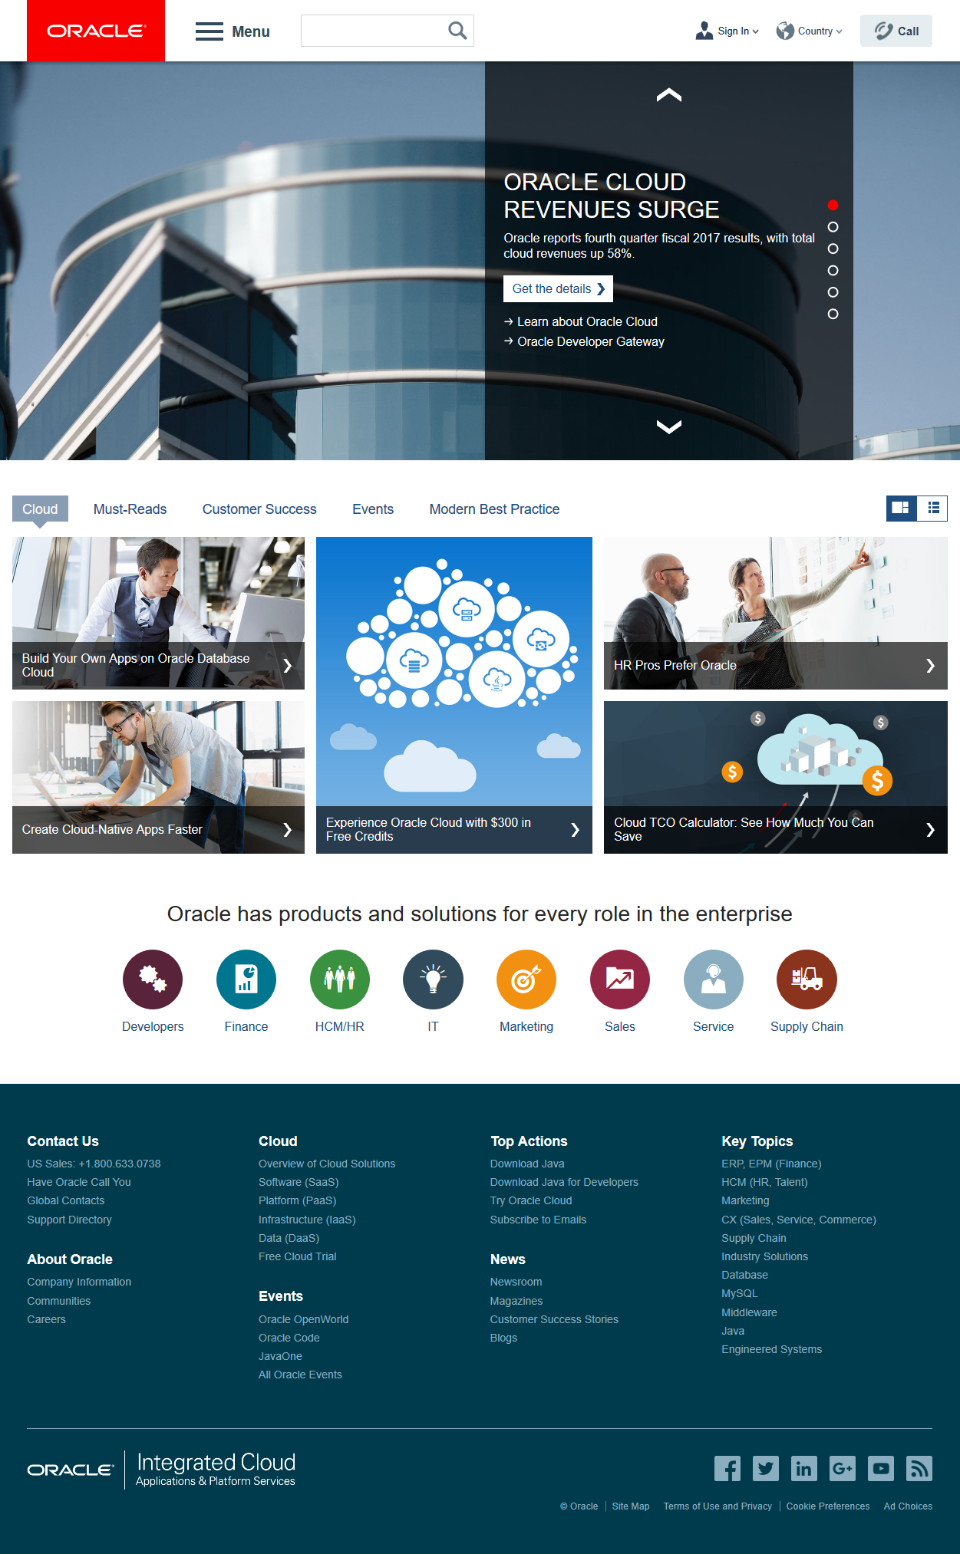 ORACLE
Menu
Sign In
Country
Call
ORACLE CLOUD
REVENUES SURGE
Oracle reports fourth quarter fiscal 2017 results, with total
cloud revenues up 58%.
Get the details
Learn about Oracle Cloud
Oracle Developer Gateway
Cloud
Must-Reads
Customer Success
Events
Modern Best Practice
Build Your Own Apps on Oracle Database
Cloud
HR Pros Prefer Oracle
Create Cloud-Native Apps Faster
Experience Oracle Cloud with $300 in
Free Credits
$
$
$
$
Cloud TCO Calculator: See How Much You Can
Save
Oracle has products and solutions for every role in the enterprise
Developers
Finance
HCM/HR
IT
Marketing
Sales
Service
Supply Chain
Contact Us
US Sales: +1.800.633.0738
Have Oracle Call You
Global Contacts
Support Directory
About Oracle
Company Information
Communities
Careers
Cloud
Overview of Cloud Solutions
Software (SaaS)
Platform (PaaS)
Infrastructure (IaaS)
Data (DaaS)
Free Cloud Trial
Events
Oracle OpenWorld
Oracle Code
JavaOne
All Oracle Events
Top Actions
Download Java
Download Java for Developers
Try Oracle Cloud
Subscribe to Emails
News
Newsroom
Magazines
Customer Success Stories
Blogs
Key Topics
ERP, EPM (Finance)
HCM (HR, Talent)
Marketing
CX (Sales, Service, Commerce)
Supply Chain
Industry Solutions
Database
MySQL
Middleware
Java
Engineered Systems
ORACLE
Integrated Cloud
Applications & Platform Services
© Oracle
Site Map
Terms of Use and Privacy
Cookie Preferences
Ad Choices